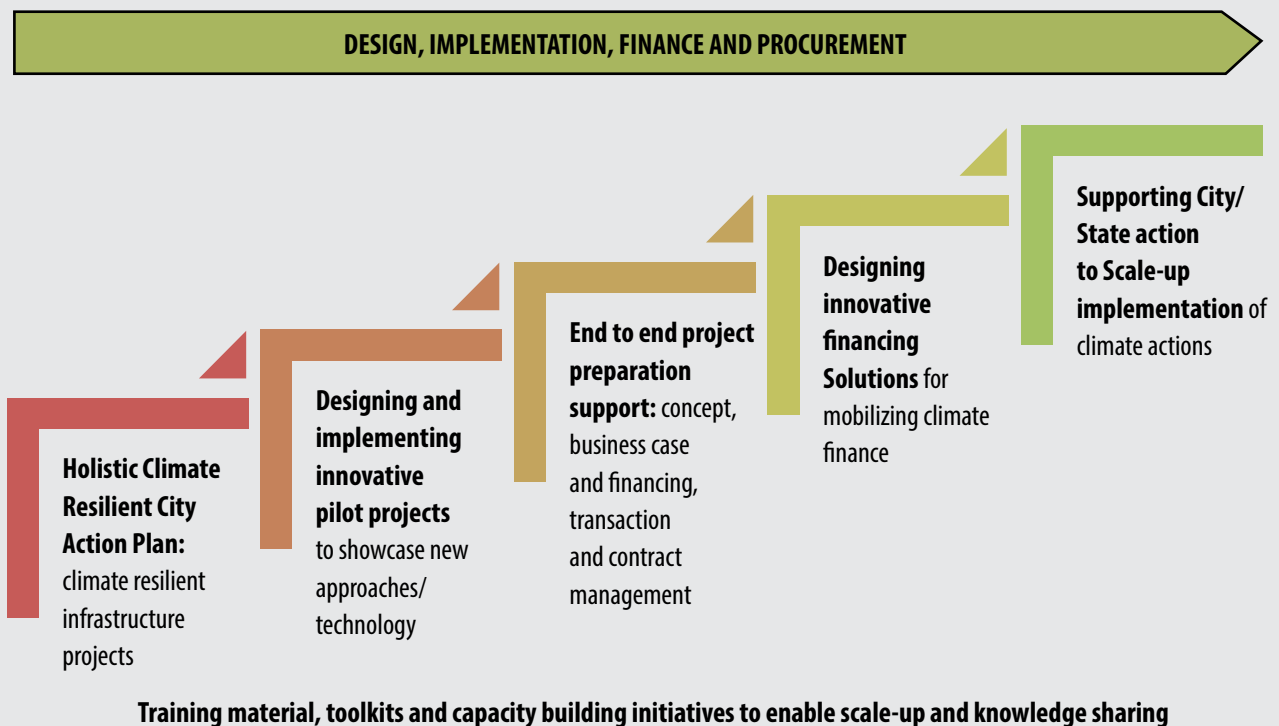 DESIGN, IMPLEMENTATION, FINANCE AND PROCUREMENT
Holistic Climate
Resilient City
Action Plan:
climate resilient
infrastructure
projects
Designing and
implementing
innovative
pilot projects
to showcase new
approaches/
technology
End to end project
preparation
support: concept,
business case
and financing,
transaction
and contract
management
Designing
innovative
financing
Solutions for
mobilizing climate
finance
Supporting City/
State action
to Scale-up
implementation of
climate actions
Training material, toolkits and capacity building initiatives to enable scale-up and knowledge sharing